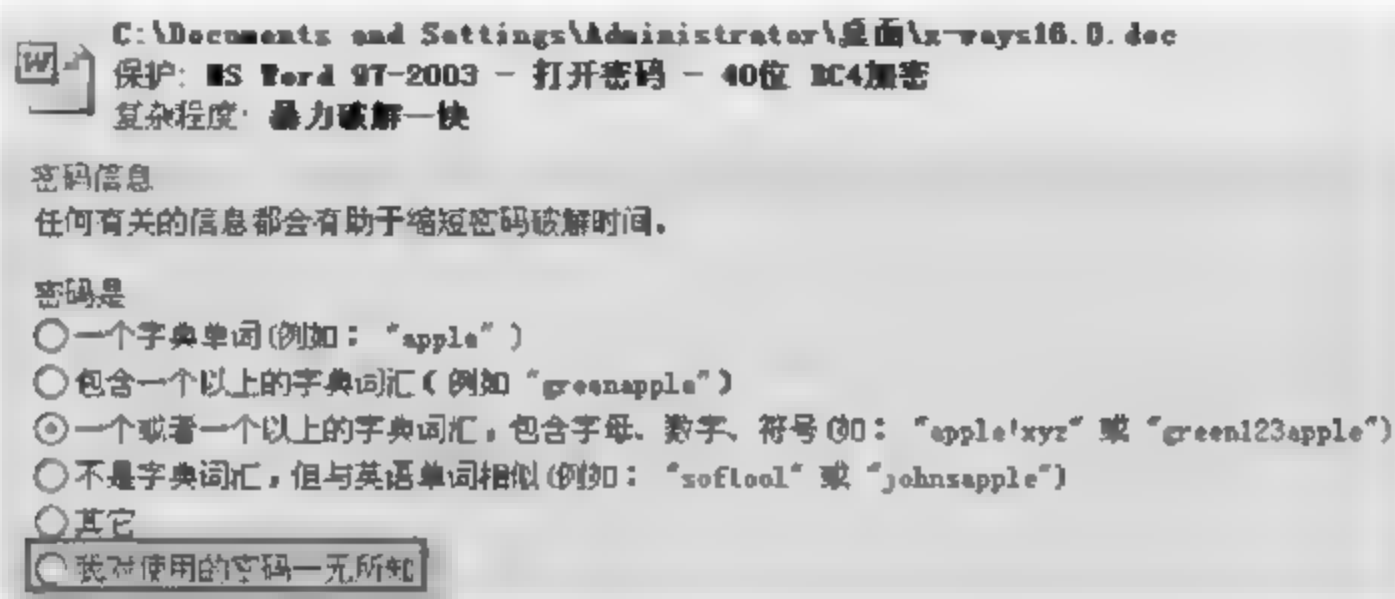 C:\Documents and Settings\Administrator\桌面\x-ways16.0.doc
保护: MS Word 97-2003 - 打开密码 - 40位 RC4加密
复杂程度: 暴力破解一快
密码信息
任何有关的信息都会有助于缩短密码破解时间。
密码是
一个字典单词(例如: "apple")
包含一个以上的字典词汇(例如 "greenapple")
一个或者一个以上的字典词汇,包含字母、数字、符号(如: "apple!xyz" 或 "green123apple")
不是字典词汇,但与英语单词相似(例如: "softool" 或 "johnsapple")
其它
我对使用的密码一无所知